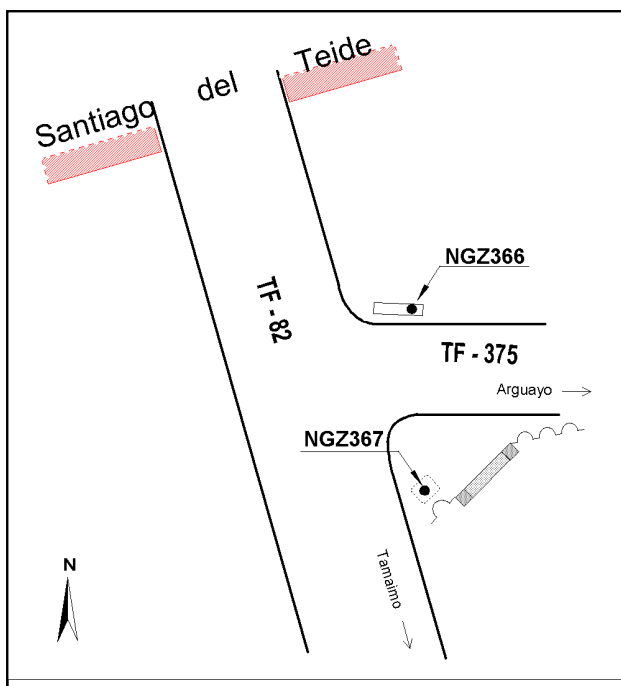 Santiago del Teide
NGZ366
TF - 82
TF - 375
Arguayo
NGZ367
Tamaimo
N